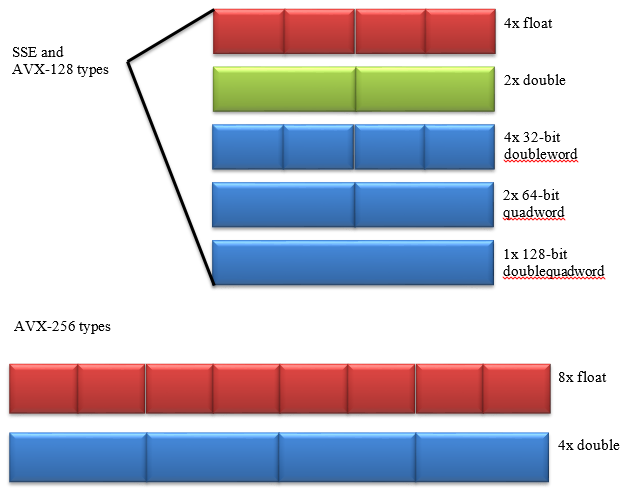 4x float
SSE and
AVX-128 types
2x double
4x 32-bit
doubleword
2x 64-bit
quadword
1x 128-bit
doublequadword
AVX-256 types
8x float
4x double